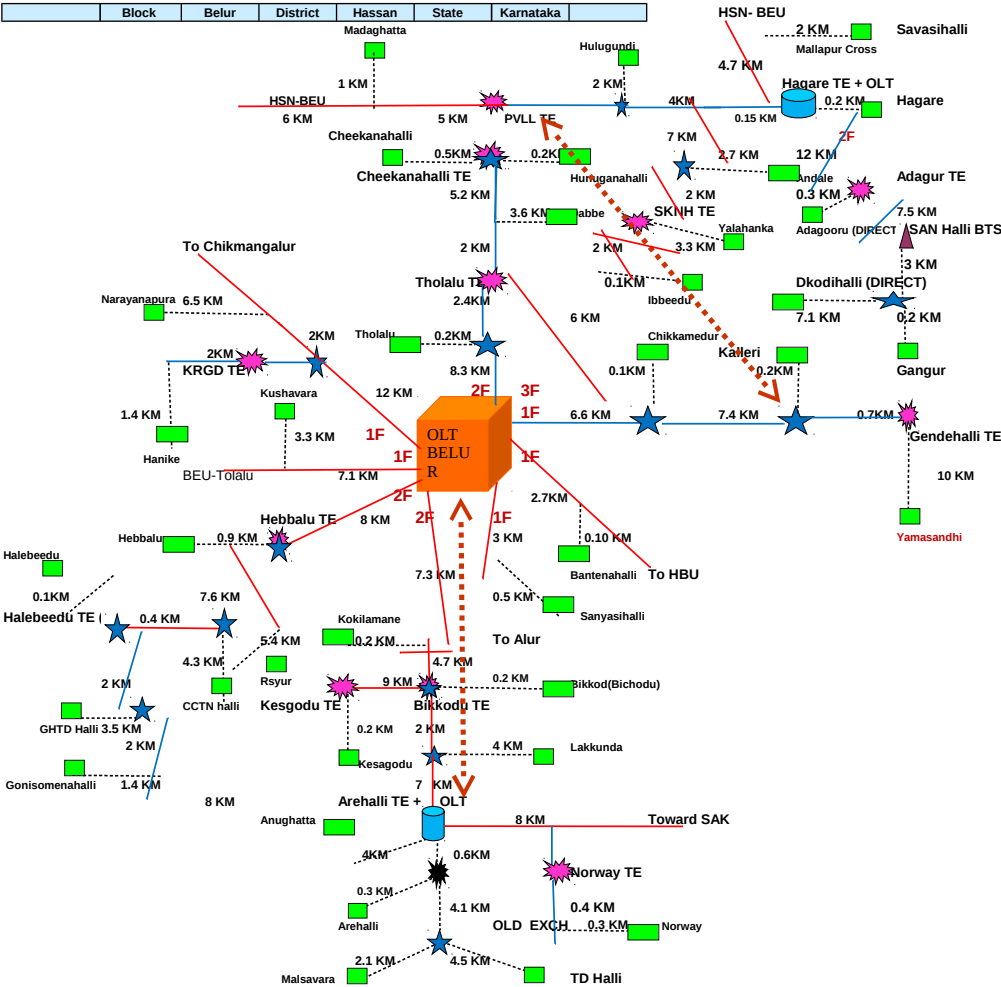 Block Belur District Hassan State Karnataka
HSN- BEU
2 KM
Savasihalli
Madaghatta
Hulugundi
Mallapur Cross
4.7 KM
1 KM
2 KM
Hagare TE + OLT
HSN-BEU
4KM
0.2 KM
Hagare
6 KM
5 KM
PVLL TE
0.15 KM
2F
Cheekanahalli
7 KM
0.5KM
2.7 KM
12 KM
Cheekanahalli TE
Hunuganahalli
Andale
Adagur TE
5.2 KM
2 KM
0.3 KM
3.6 KM
SKNH TE
7.5 KM
Yalahanka
Adagooru (DIRECT
SAN Halli BTS
To Chikmangalur
2 KM
2 KM
3.3 KM
3 KM
Tholalu TE
0.1KM
Dkodihalli (DIRECT)
Narayanapura
6.5 KM
2.4KM
Ibbeedu
6 KM
7.1 KM
0.2 KM
2KM
Tholalu
0.2KM
Chikkamedur
Kalleri
2KM
KRGD TE
8.3 KM
0.1KM
0.2KM
Gangur
Kushavara
12 KM
2F
3F
1.4 KM
1F
6.6 KM
7.4 KM
0.7KM
3.3 KM
1F
OLT
BELU
R
Gendehalli TE
Hanike
1F
1F
BEU-Tolalu
7.1 KM
10 KM
2F
2.7KM
Hebbalu TE
8 KM
2F
1F
Yamasandhi
Hebbalu
0.9 KM
3 KM
0.10 KM
Halebeedu
7.3 KM
Bantenahalli
To HBU
0.1KM
7.6 KM
0.5 KM
Sanyasihalli
Halebeedu TE (
0.4 KM
Kokilamane
5.4 KM
0.2 KM
To Alur
4.3 KM
Rsyur
4.7 KM
2 KM
9 KM
0.2 KM
Bikkod(Bichodu)
CCTN halli
Kesgodu TE
Bikkodu TE
GHTD Halli
3.5 KM
0.2 KM
2 KM
2 KM
4 KM
Lakkunda
Kesagodu
Gonisomenahalli
1.4 KM
7 KM
8 KM
Arehalli TE + OLT
Anughatta
8 KM
Toward SAK
4KM
0.6KM
Norway TE
0.3 KM
4.1 KM
0.4 KM
Arehalli
OLD EXCH
0.3 KM
Norway
2.1 KM
4.5 KM
Malsavara
TD Halli